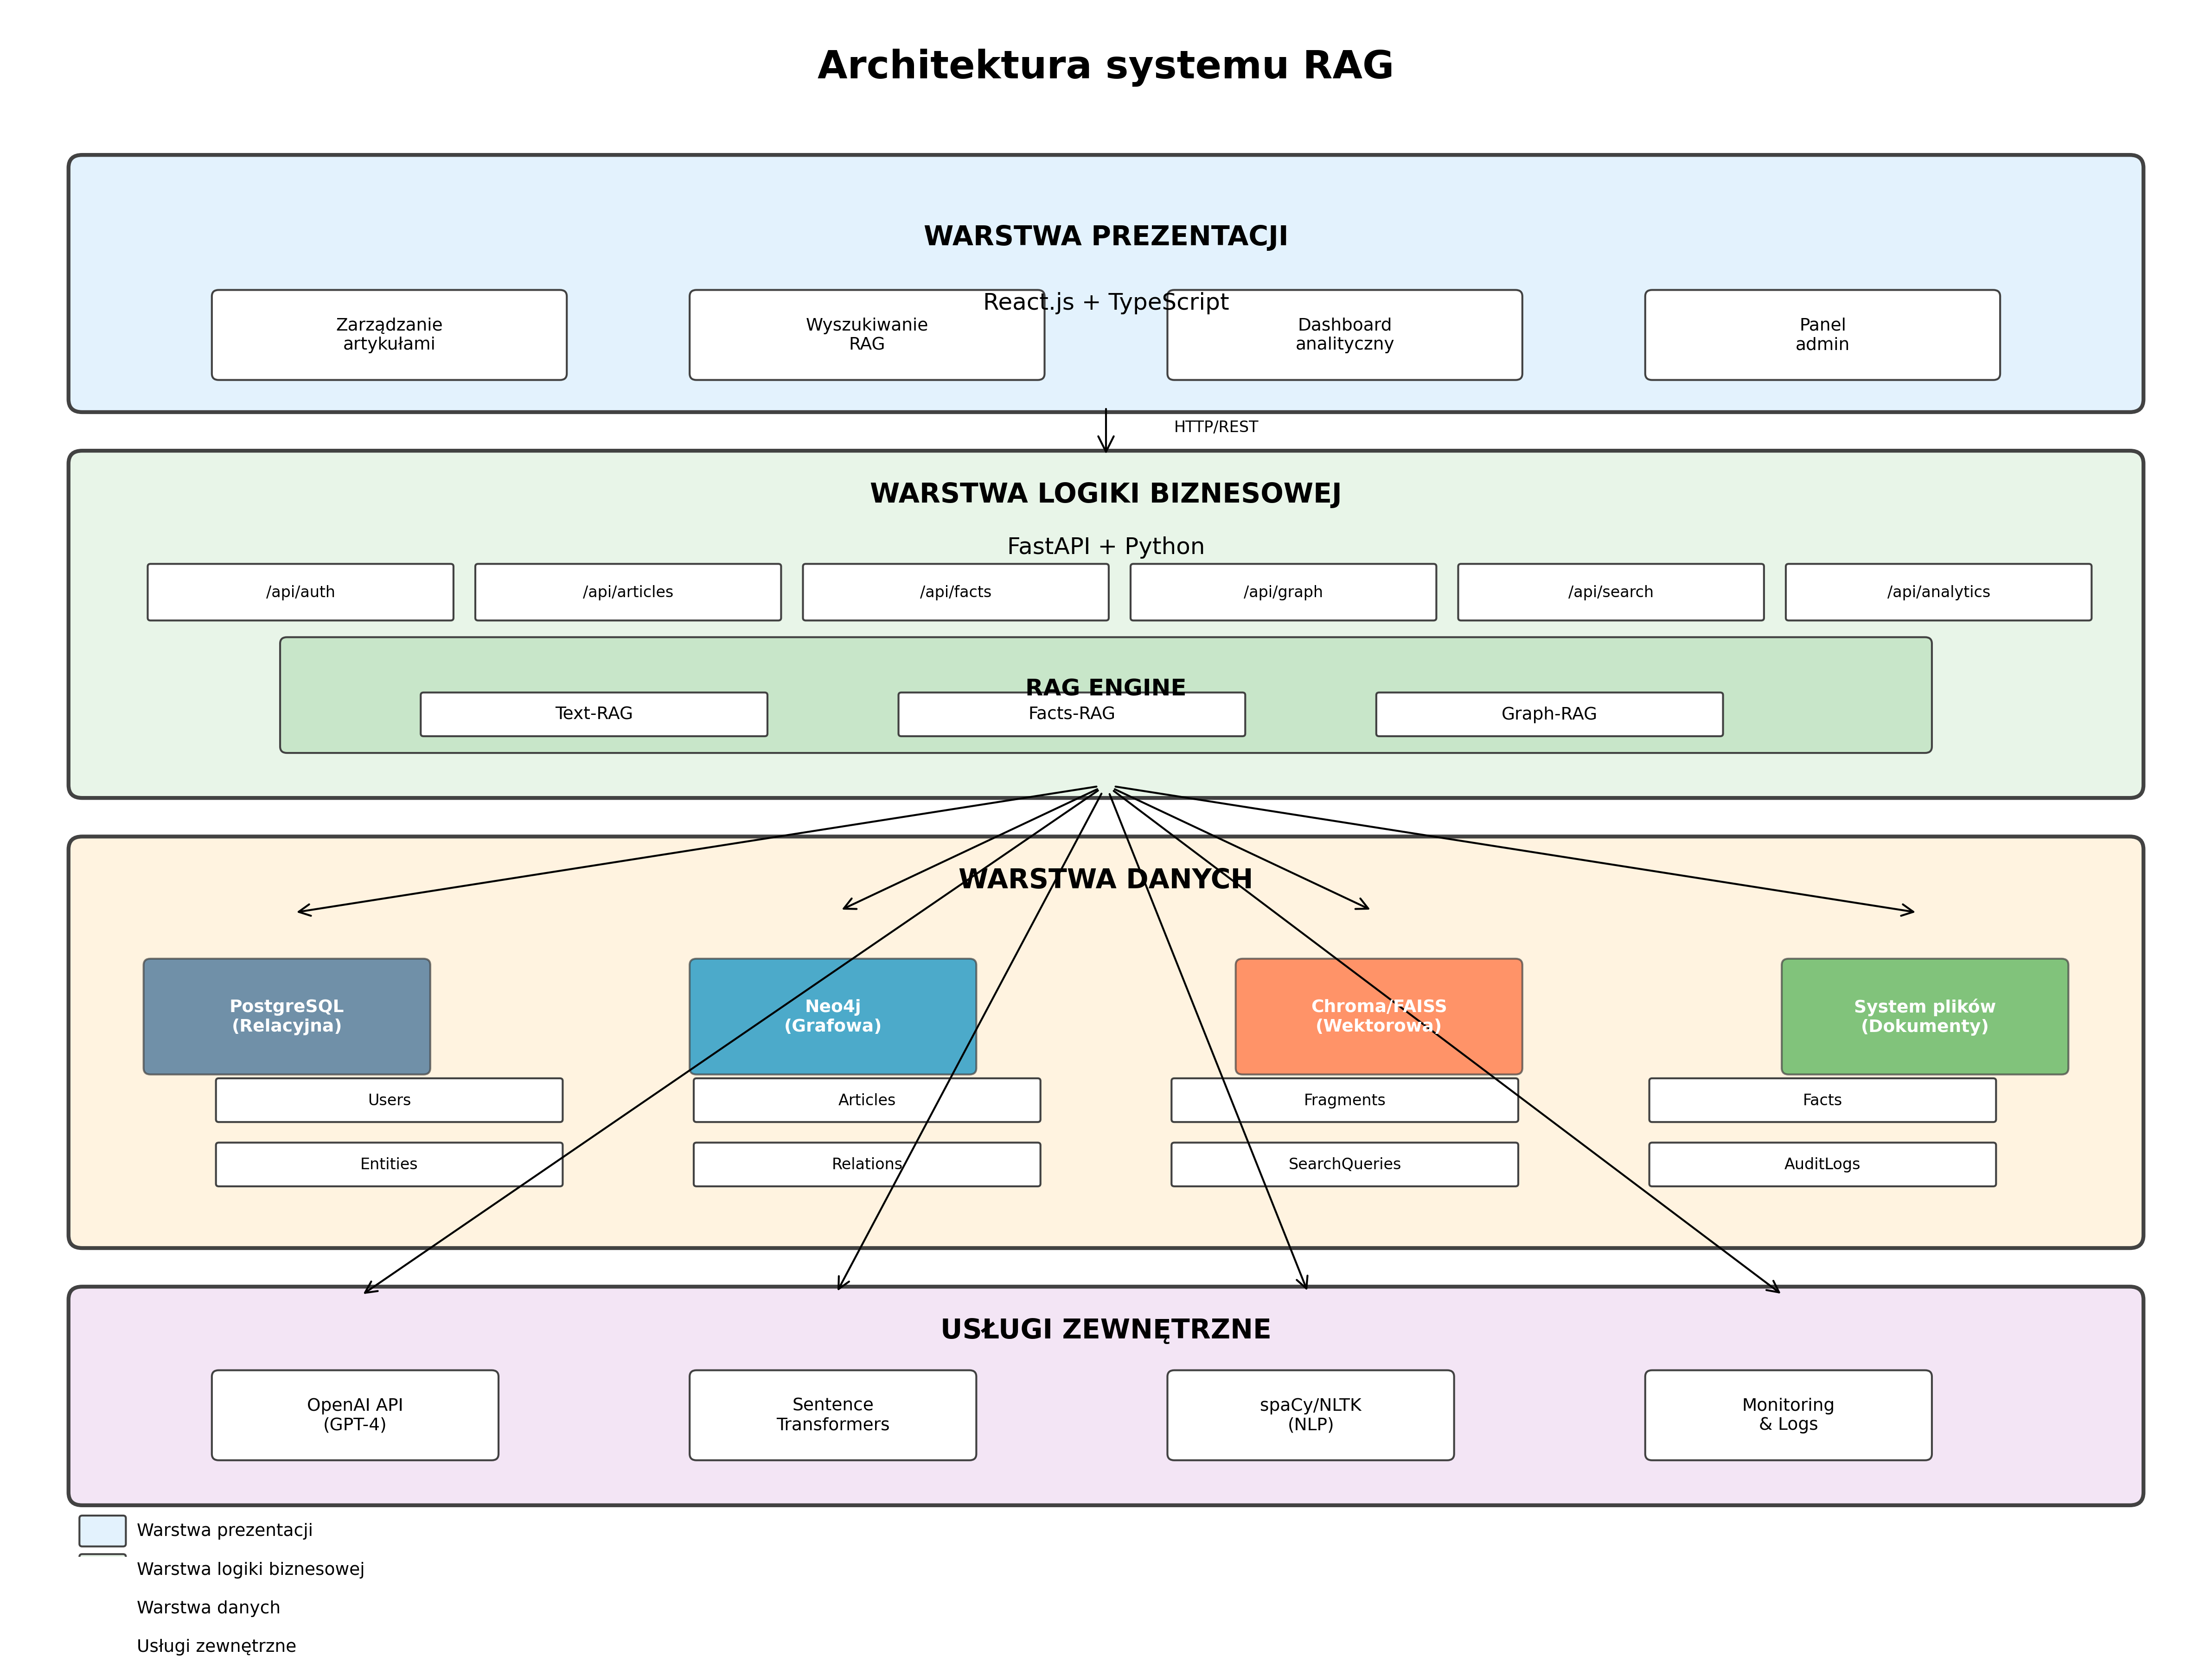 Architektura systemu RAG
WARSTWA PREZENTACJI
React.js + TypeScript
Zarządzanie
artykułami
Wyszukiwanie
RAG
Dashboard
analityczny
Panel
admin
HTTP/REST
WARSTWA LOGIKI BIZNESOWEJ
FastAPI + Python
/api/auth
/api/articles
/api/facts
/api/graph
/api/search
/api/analytics
RAG ENGINE
Text-RAG
Facts-RAG
Graph-RAG
WARSTWA DANYCH
PostgreSQL
(Relacyjna)
Neo4j
(Grafowa)
Chroma/FAISS
(Wektorowa)
System plików
(Dokumenty)
Users
Articles
Fragments
Facts
Entities
Relations
SearchQueries
AuditLogs
USŁUGI ZEWNĘTRZNE
OpenAI API
(GPT-4)
Sentence
Transformers
spaCy/NLTK
(NLP)
Monitoring
& Logs
Warstwa prezentacji
Warstwa logiki biznesowej
Warstwa danych
Usługi zewnętrzne